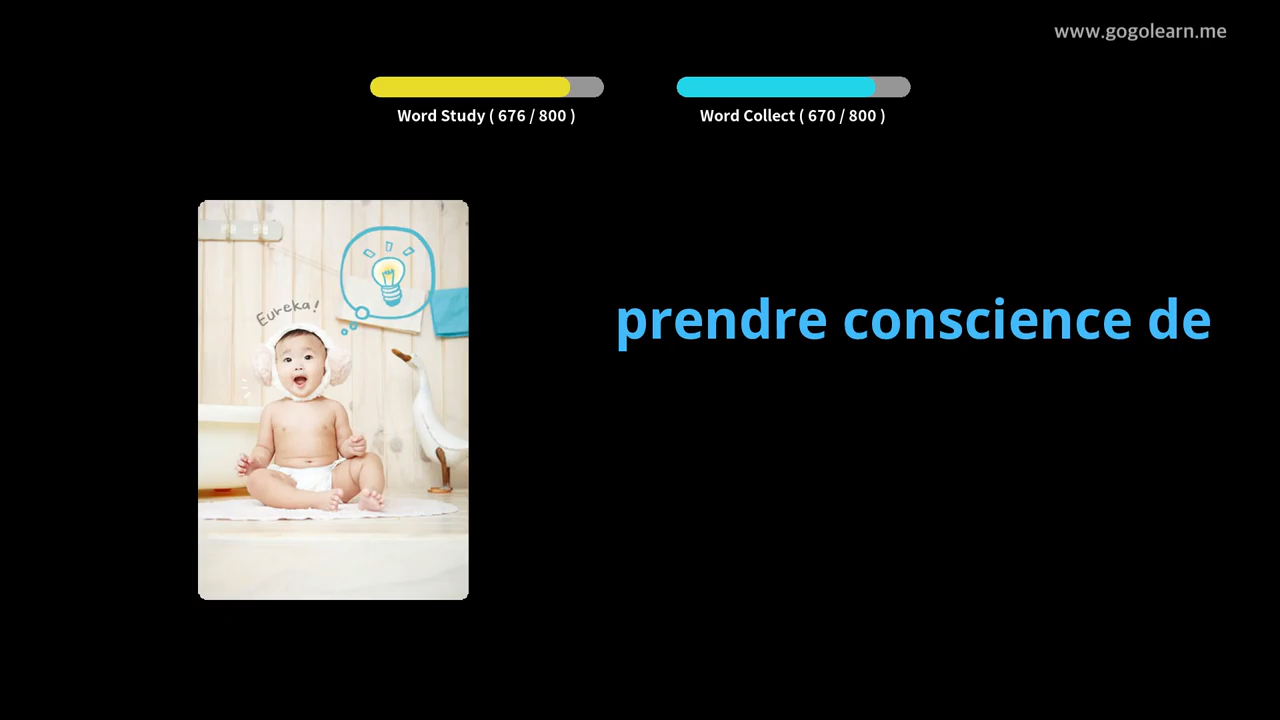 www.gogolearn.me
Word Study ( 676 / 800 )
Word Collect ( 670 / 800 )
Eureka!
prendre conscience de